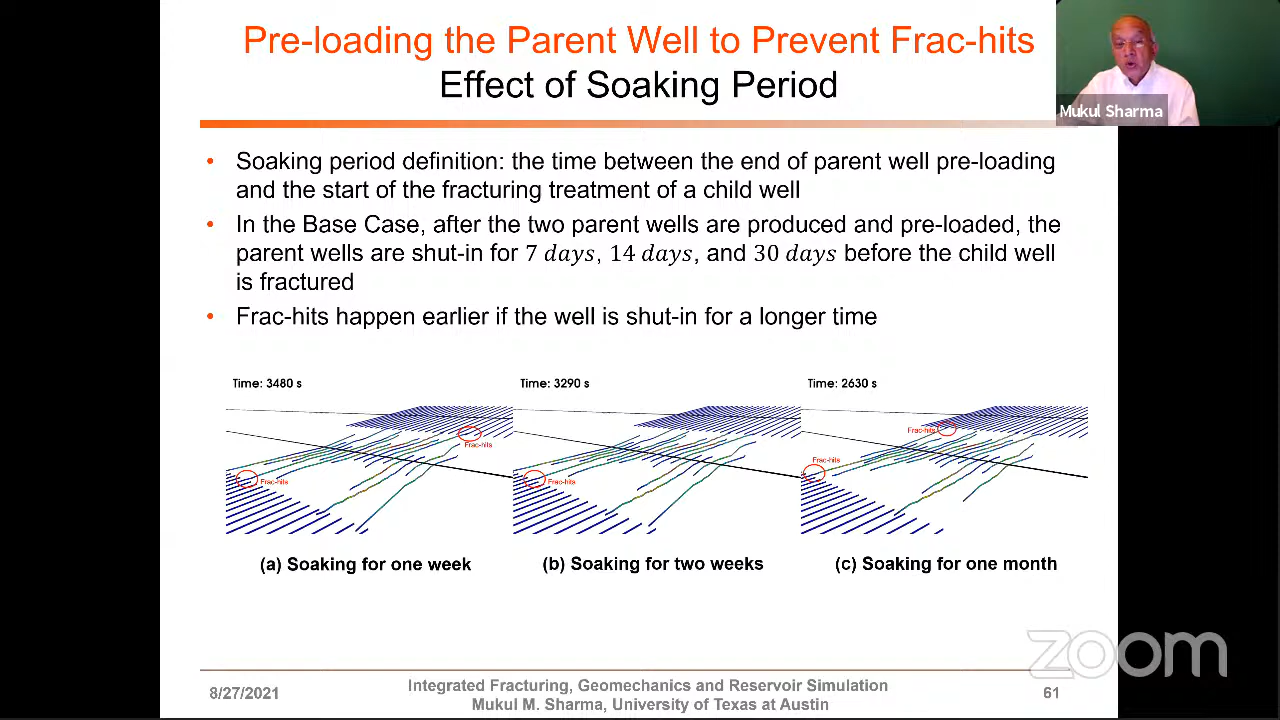 Pre-loading the Parent Well to Prevent Frac-hits
Effect of Soaking Period
Mukul Sharma
• Soaking period definition: the time between the end of parent well pre-loading
and the start of the fracturing treatment of a child well
• In the Base Case, after the two parent wells are produced and pre-loaded, the
parent wells are shut-in for 7 days, 14 days, and 30 days before the child well
is fractured
• Frac-hits happen earlier if the well is shut-in for a longer time
Time: 3480 s
Time: 3290 s
Time: 2630 s
Frac-hits
Frac-hits
Frac-hits
Frac-hits
Frac-hits
(a) Soaking for one week
(b) Soaking for two weeks
(c) Soaking for one month
zoom
8/27/2021
Integrated Fracturing, Geomechanics and Reservoir Simulation
Mukul M. Sharma, University of Texas at Austin
61